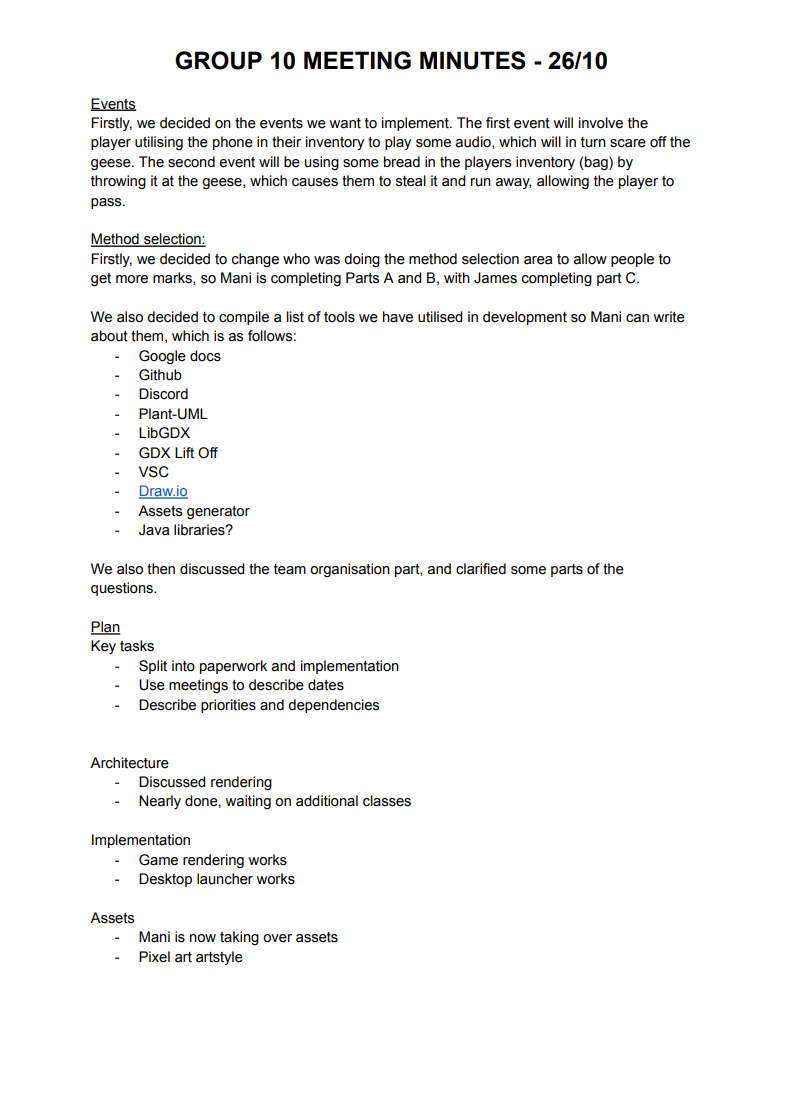 GROUP 10 MEETING MINUTES - 26/10
Events
Firstly, we decided on the events we want to implement. The first event will involve the
player utilising the phone in their inventory to play some audio, which will in turn scare off the
geese. The second event will be using some bread in the players inventory (bag) by
throwing it at the geese, which causes them to steal it and run away, allowing the player to
pass.
Method selection:
Firstly, we decided to change who was doing the method selection area to allow people to
get more marks, so Mani is completing Parts A and B, with James completing part C.
We also decided to compile a list of tools we have utilised in development so Mani can write
about them, which is as follows:
- Google docs
- Github
- Discord
- Plant-UML
- LibGDX
- GDX Lift Off
- VSC
- Draw.io
- Assets generator
- Java libraries?
We also then discussed the team organisation part, and clarified some parts of the
questions.
Plan
Key tasks
- Split into paperwork and implementation
- Use meetings to describe dates
- Describe priorities and dependencies
Architecture
- Discussed rendering
- Nearly done, waiting on additional classes
Implementation
- Game rendering works
- Desktop launcher works
Assets
- Mani is now taking over assets
- Pixel art artstyle